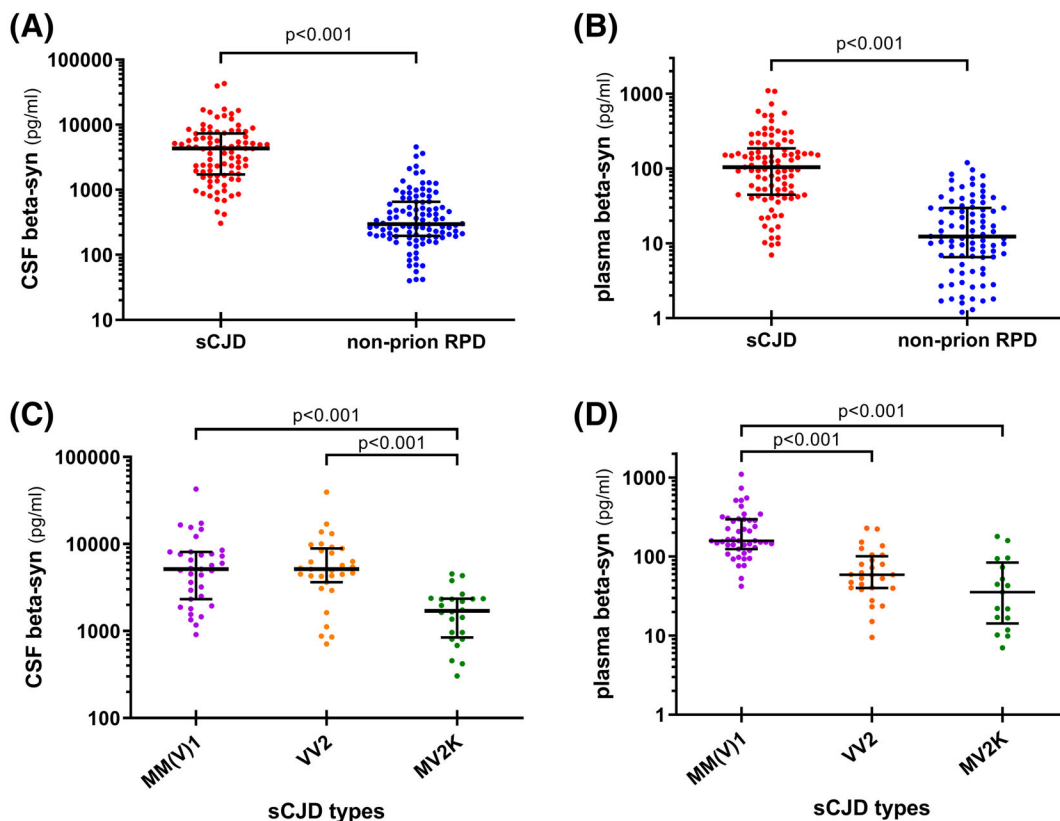 (A)
p<0.001
CSF beta-syn (pg/ml)
100000
10000
1000
100
10
sCJD
non-prion RPD
(B)
p<0.001
plasma beta-syn (pg/ml)
1000
100
10
1
sCJD
non-prion RPD
(C)
p<0.001
p<0.001
CSF beta-syn (pg/ml)
100000
10000
1000
100
MM(V)1
VV2
MV2K
sCJD types
(D)
p<0.001
p<0.001
plasma beta-syn (pg/ml)
1000
100
10
1
MM(V)1
VV2
MV2K
sCJD types